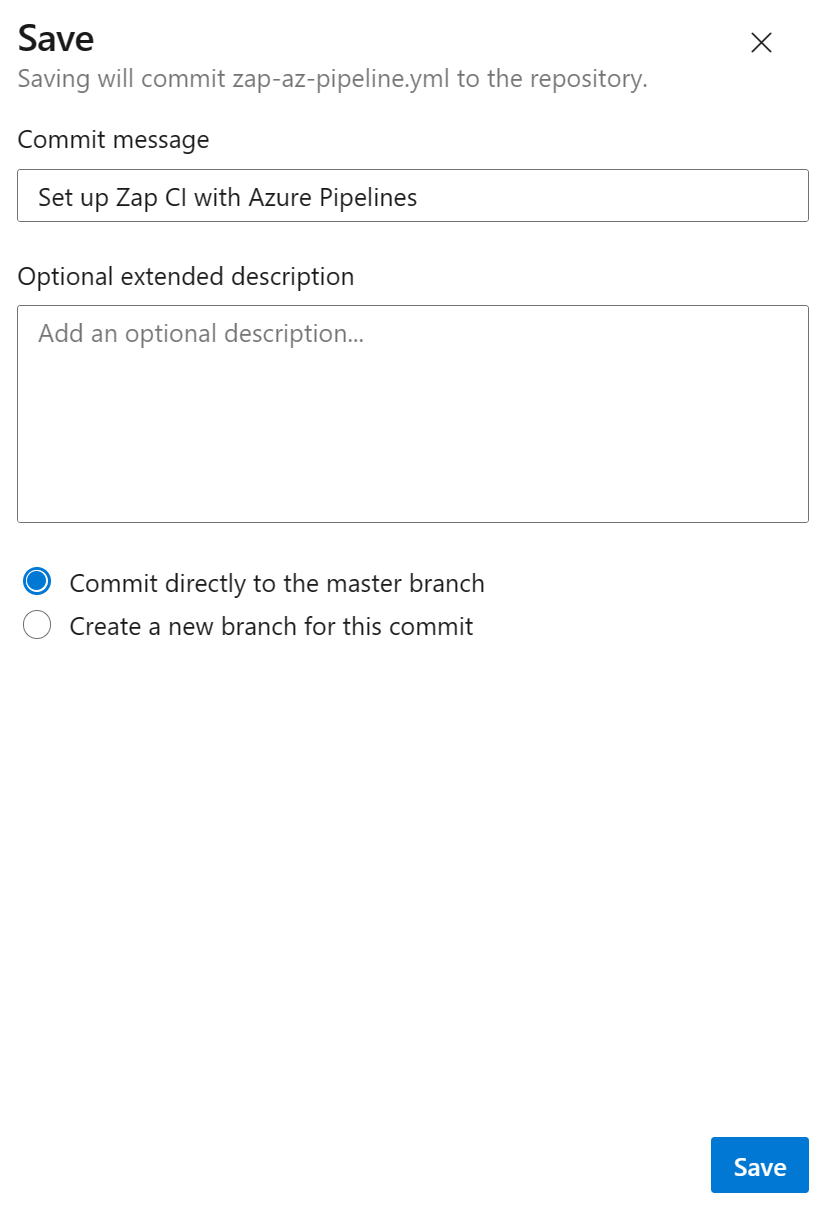 Save
Saving will commit zap-az-pipeline.yml to the repository.
Commit message
Set up Zap CI with Azure Pipelines
Optional extended description
Add an optional description...
Commit directly to the master branch
Create a new branch for this commit
Save